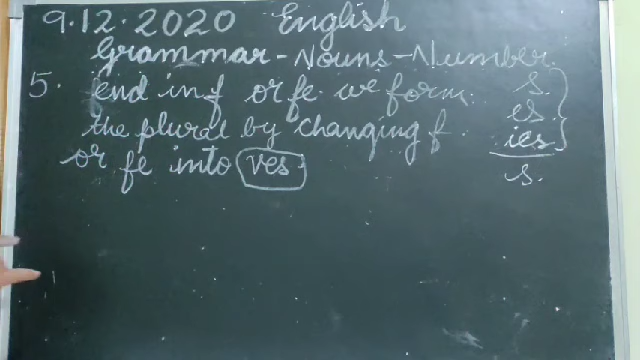 9.12.2020 English
Grammar - Nouns - Number.
5. end in f or fe we form
the plural by changing f
or fe into ves.
s.
es
ies
s.